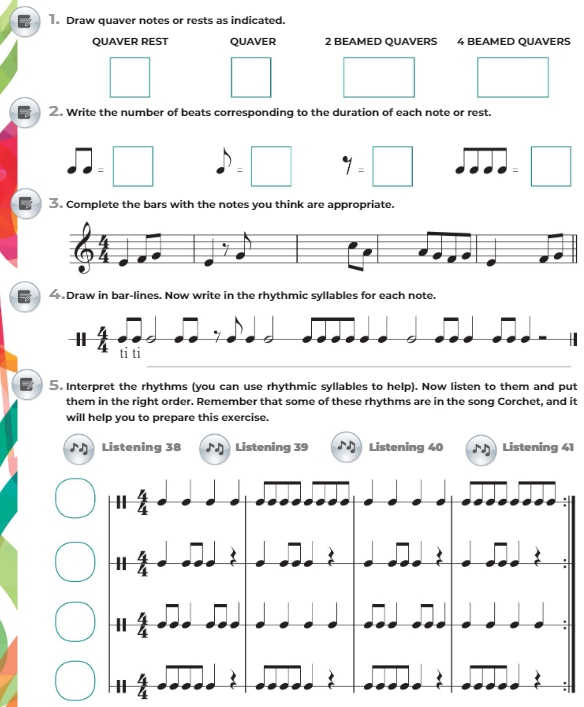 1. Draw quaver notes or rests as indicated.
QUAVER REST QUAVER 2 BEAMED QUAVERS 4 BEAMED QUAVERS
2. Write the number of beats corresponding to the duration of each note or rest.
= = = =
3. Complete the bars with the notes you think are appropriate.
4 4
4. Draw in bar-lines. Now write in the rhythmic syllables for each note.
4 4
ti ti
5. Interpret the rhythms (you can use rhythmic syllables to help). Now listen to them and put
them in the right order. Remember that some of these rhythms are in the song Corchet, and it
will help you to prepare this exercise.
Listening 38 Listening 39 Listening 40 Listening 41
4 4
4 4
4 4
4 4